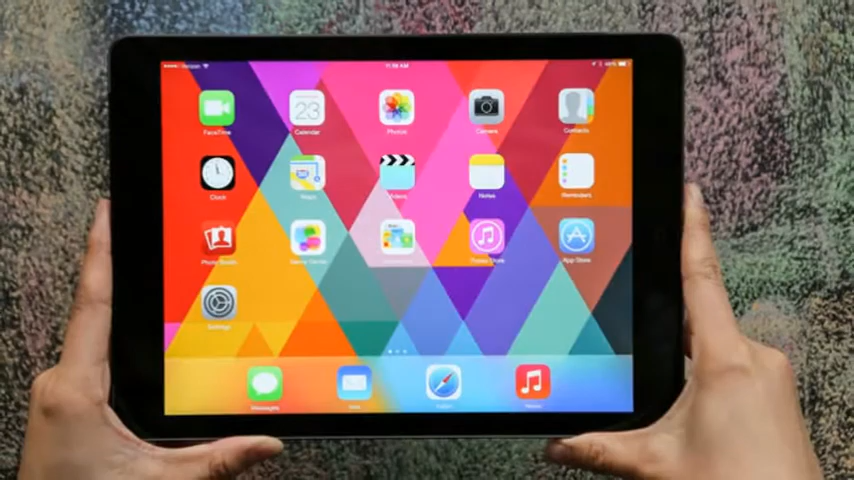 Verizon 11:56 AM
FaceTime Calendar Photos Camera Contacts
23
Clock Maps Videos Notes Reminders
Photo Booth Game Center iTunes Store App Store
Settings
Messages Mail Safari Music